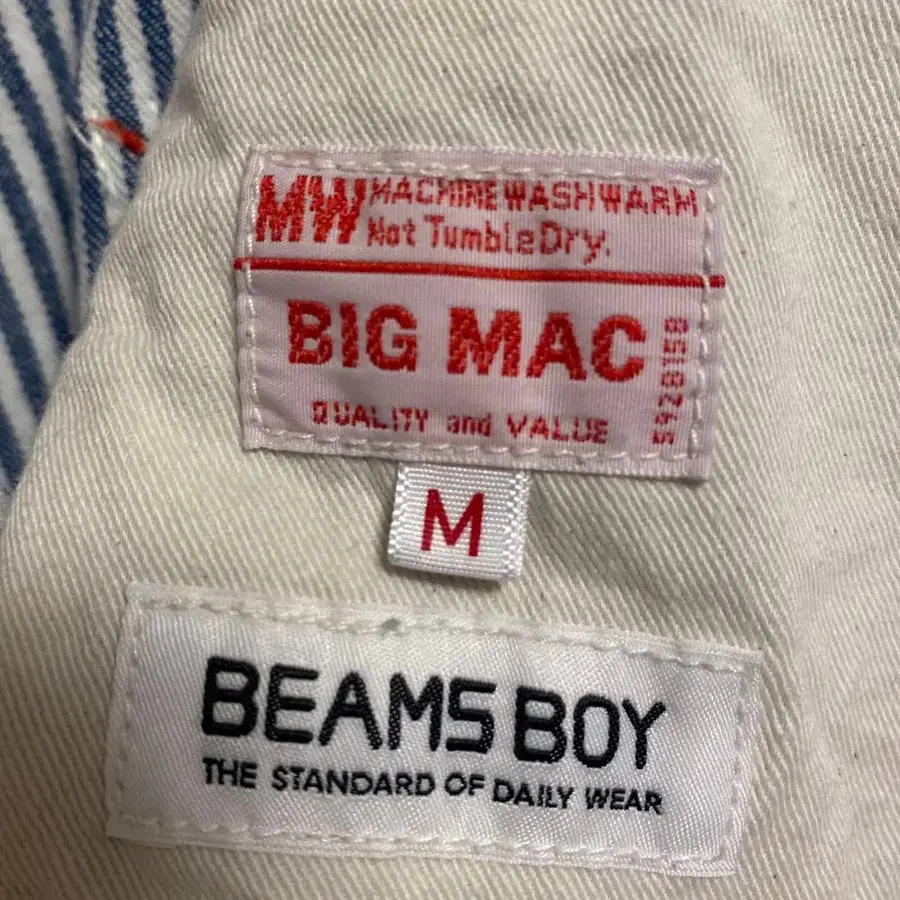 MW MACHINE WASH WARM
Not Tumble Dry.
BIG MAC
QUALITY and VALUE
M
BEAMS BOY
THE STANDARD OF DAILY WEAR